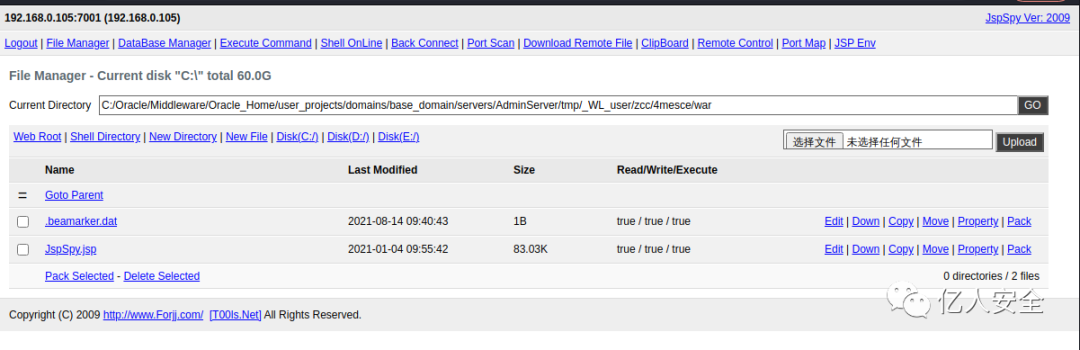 192.168.0.105:7001 (192.168.0.105) JspSpy Ver: 2009
Logout | File Manager | DataBase Manager | Execute Command | Shell OnLine | Back Connect | Port Scan | Download Remote File | ClipBoard | Remote Control | Port Map | JSP Env
File Manager - Current disk "C:\" total 60.0G
Current Directory C:/Oracle/Middleware/Oracle_Home/user_projects/domains/base_domain/servers/AdminServer/tmp/_WL_user/zcc/4mesce/war GO
Web Root | Shell Directory | New Directory | New File | Disk(C:/) | Disk(D:/) | Disk(E:/) 选择文件 未选择任何文件 Upload
Name Last Modified Size Read/Write/Execute
= Goto Parent
.beamarker.dat 2021-08-14 09:40:43 1B true / true / true Edit | Down | Copy | Move | Property | Pack
JspSpy.jsp 2021-01-04 09:55:42 83.03K true / true / true Edit | Down | Copy | Move | Property | Pack
Pack Selected - Delete Selected 0 directories / 2 files
亿人安全
Copyright (C) 2009 http://www.Forjj.com/ [T00ls.Net] All Rights Reserved.